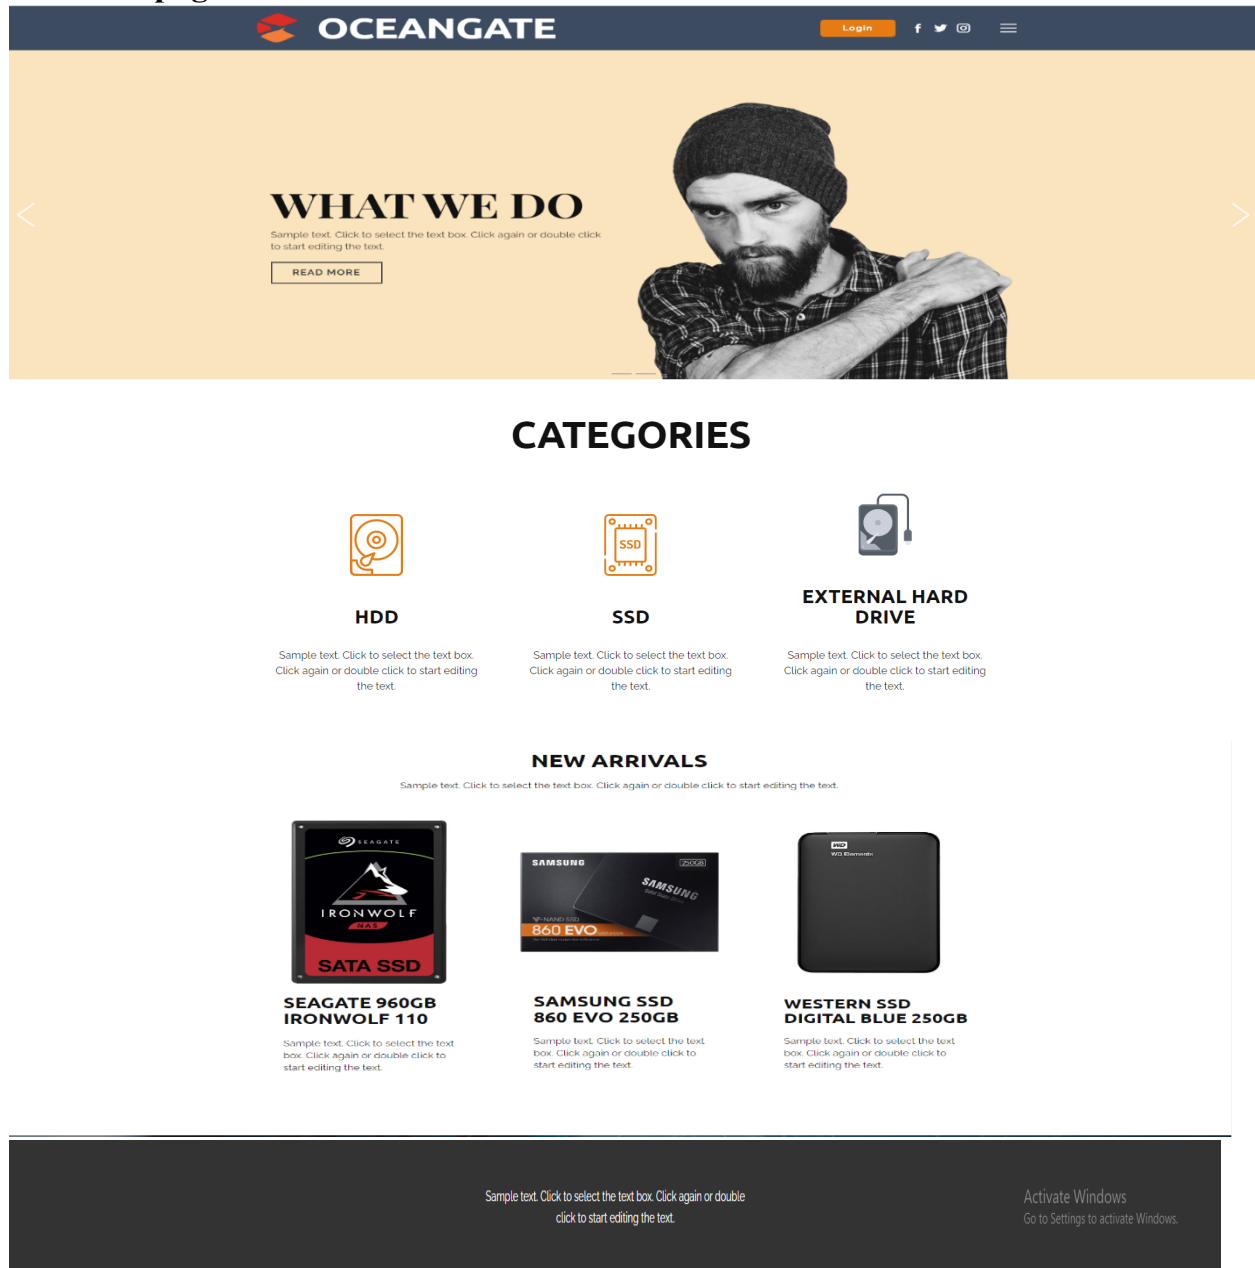 OCEANGATE
Login
WHAT WE DO
Sample text. Click to select the text box. Click again or double click
to start editing the text.
READ MORE
CATEGORIES
SSD
HDD
Sample text. Click to select the text box.
Click again or double click to start editing
the text.
SSD
Sample text. Click to select the text box.
Click again or double click to start editing
the text.
EXTERNAL HARD
DRIVE
Sample text. Click to select the text box.
Click again or double click to start editing
the text.
NEW ARRIVALS
Sample text. Click to select the text box. Click again or double click to start editing the text.
SEAGATE
IRONWOLF
NAS
SATA SSD
SEAGATE 960GB
IRONWOLF 110
Sample text. Click to select the text
box. Click again or double click to
start editing the text.
SAMSUNG
250GB
SAMSUNG
Solid State Drive
V-NAND SSD
860 EVO
SAMSUNG SSD
860 EVO 250GB
Sample text. Click to select the text
box. Click again or double click to
start editing the text.
WD
WD Elements
WESTERN SSD
DIGITAL BLUE 250GB
Sample text. Click to select the text
box. Click again or double click to
start editing the text.
Sample text. Click to select the text box. Click again or double
click to start editing the text.
Activate Windows
Go to Settings to activate Windows.